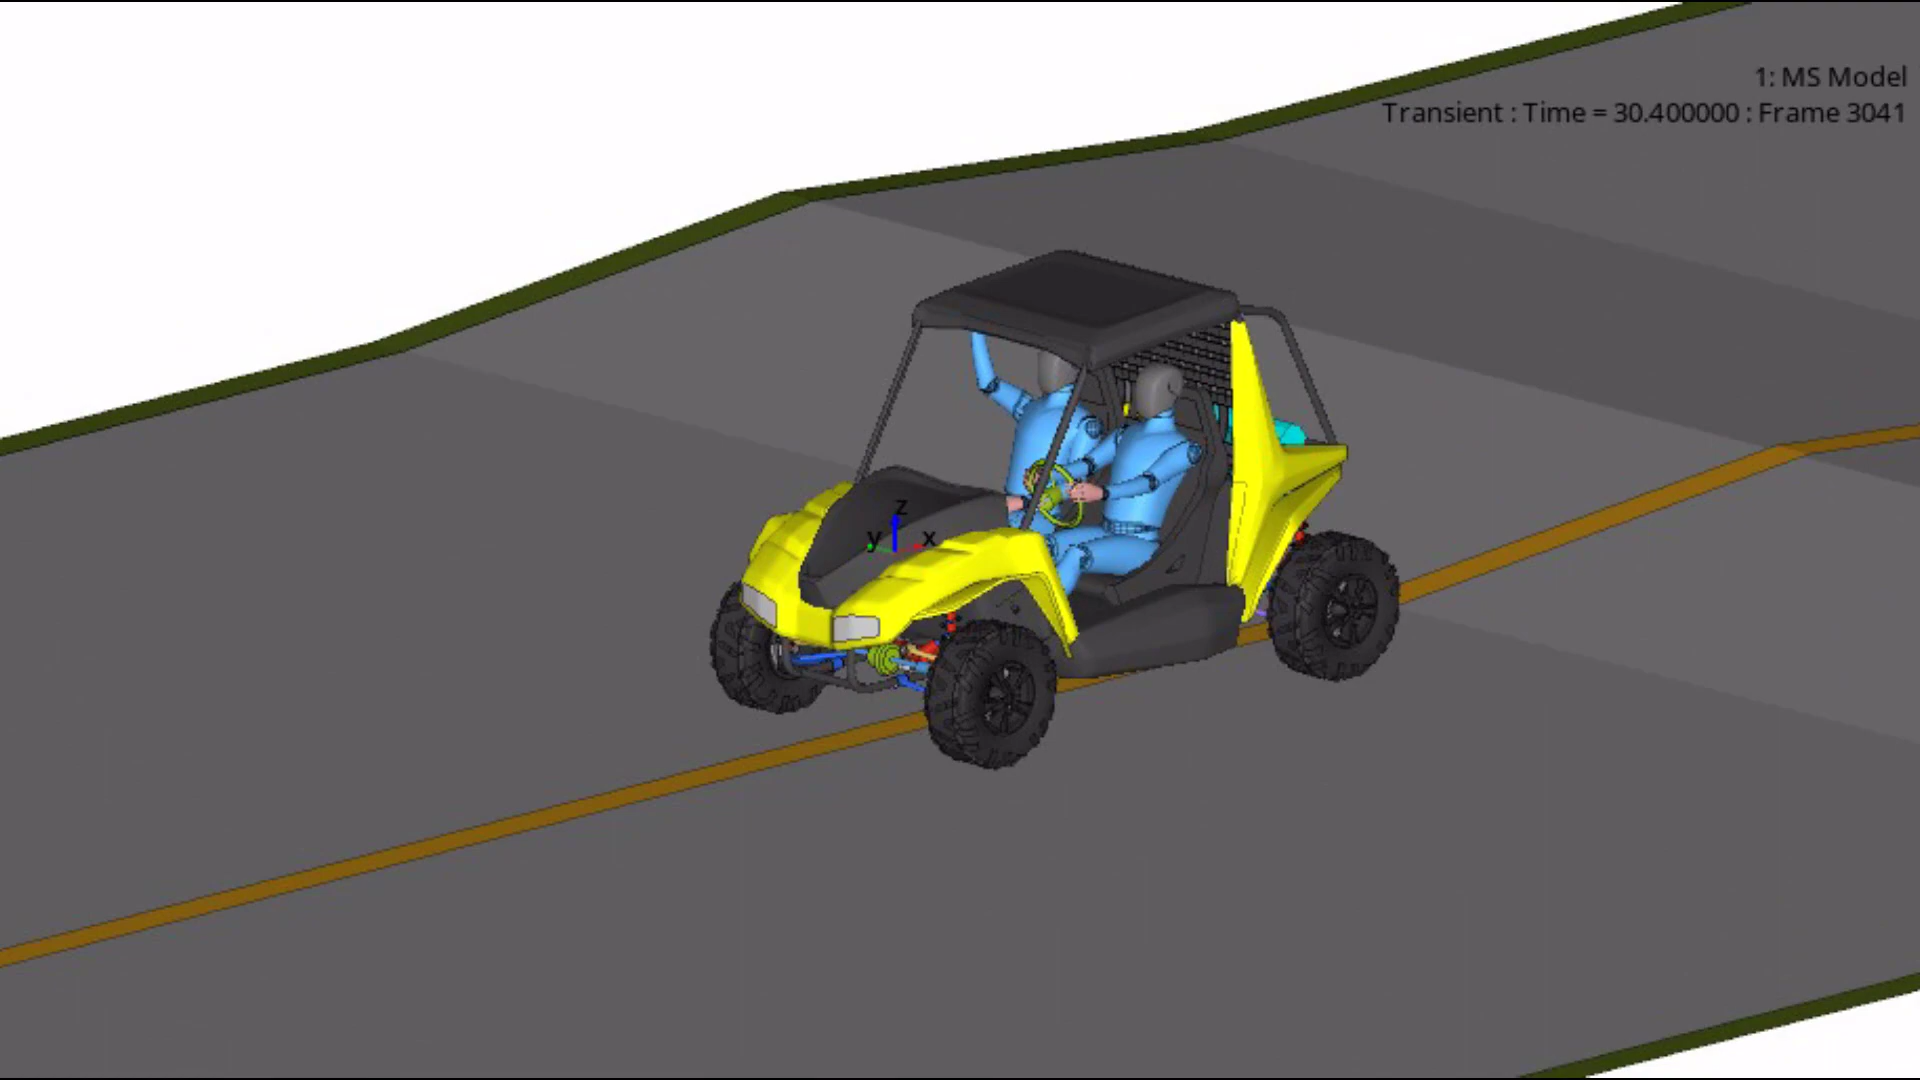 1: MS Model
Transient : Time = 30.400000 : Frame 3041
z
y x